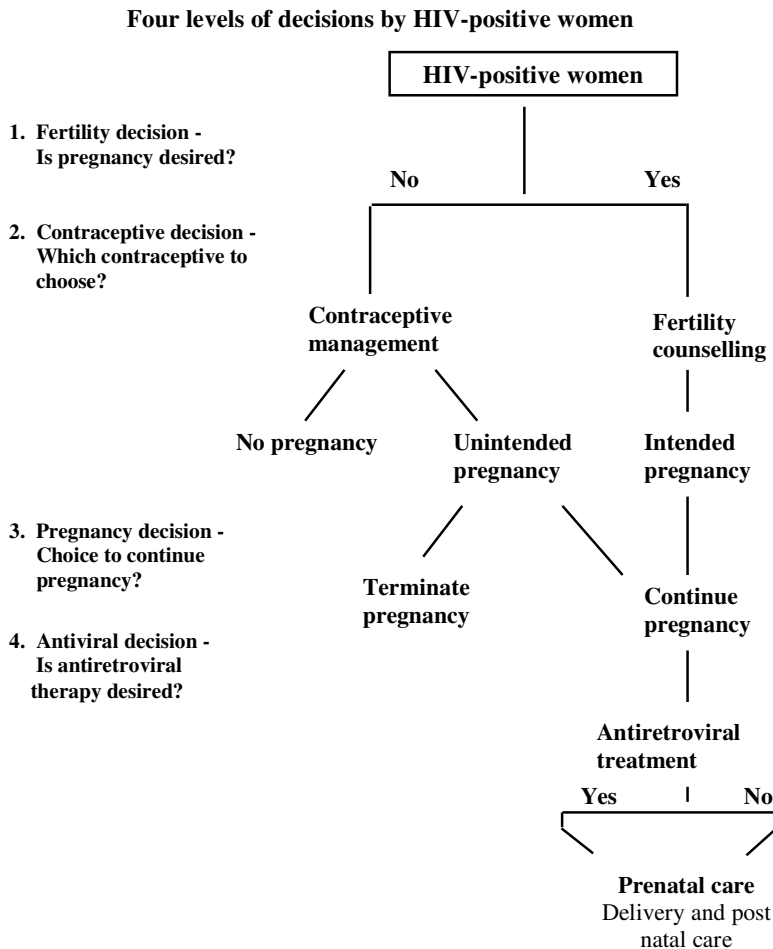 Four levels of decisions by HIV-positive women
HIV-positive women
1. Fertility decision -
Is pregnancy desired?
No
Yes
2. Contraceptive decision -
Which contraceptive to
choose?
Contraceptive
management
Fertility
counselling
No pregnancy
Unintended
pregnancy
Intended
pregnancy
3. Pregnancy decision -
Choice to continue
pregnancy?
Terminate
pregnancy
Continue
pregnancy
4. Antiviral decision -
Is antiretroviral
therapy desired?
Antiretroviral
treatment
Yes
No
Prenatal care
Delivery and post
natal care